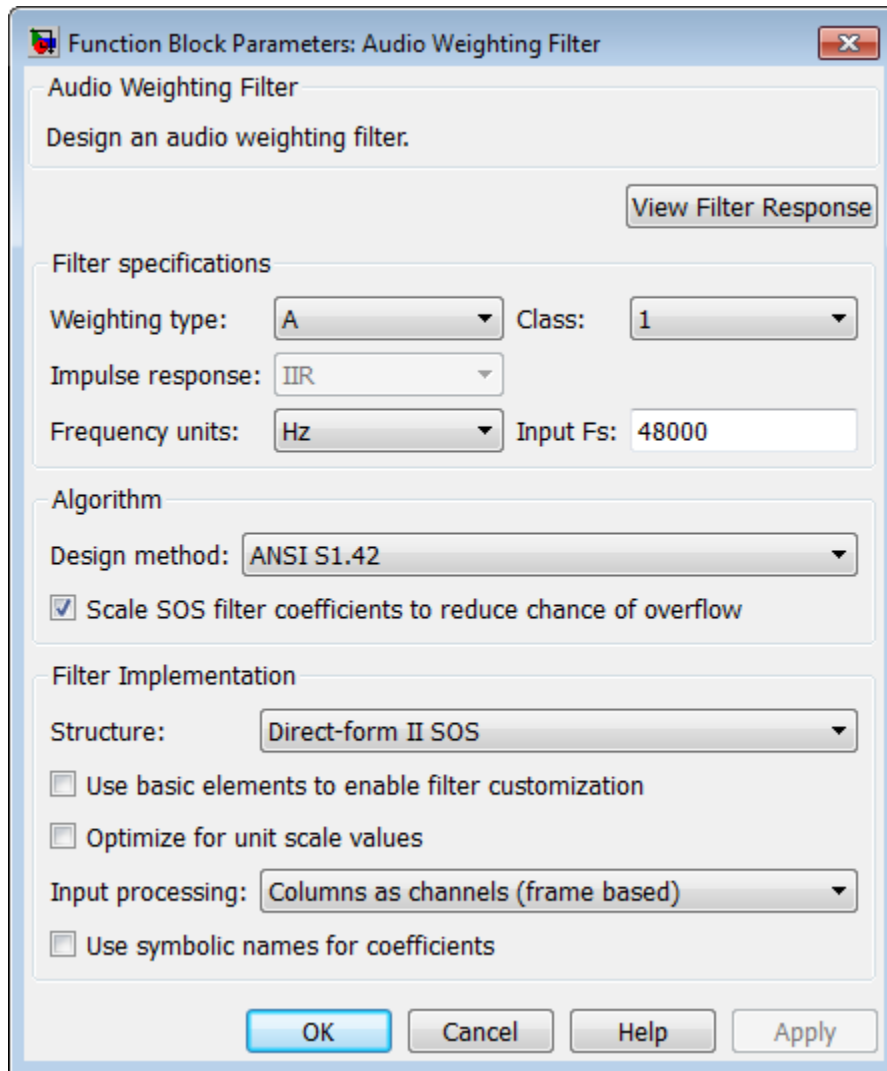 Function Block Parameters: Audio Weighting Filter
Audio Weighting Filter
Design an audio weighting filter.
View Filter Response
Filter specifications
Weighting type: A Class: 1
Impulse response: IIR
Frequency units: Hz Input Fs: 48000
Algorithm
Design method: ANSI S1.42
Scale SOS filter coefficients to reduce chance of overflow
Filter Implementation
Structure: Direct-form II SOS
Use basic elements to enable filter customization
Optimize for unit scale values
Input processing: Columns as channels (frame based)
Use symbolic names for coefficients
OK Cancel Help Apply